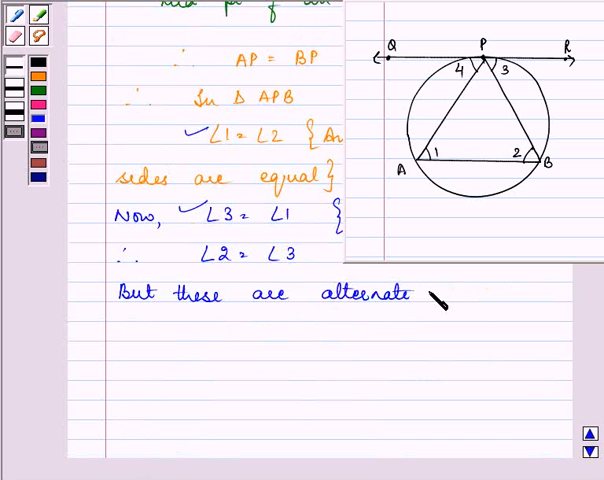 ∴ AP = BP
∴ In Δ APB
∠1 = ∠2 {An
sides are equal}
Now, ∠3 = ∠1 {
∴ ∠2 = ∠3
But these are alternate
Q P R
4 3
1 2
A B